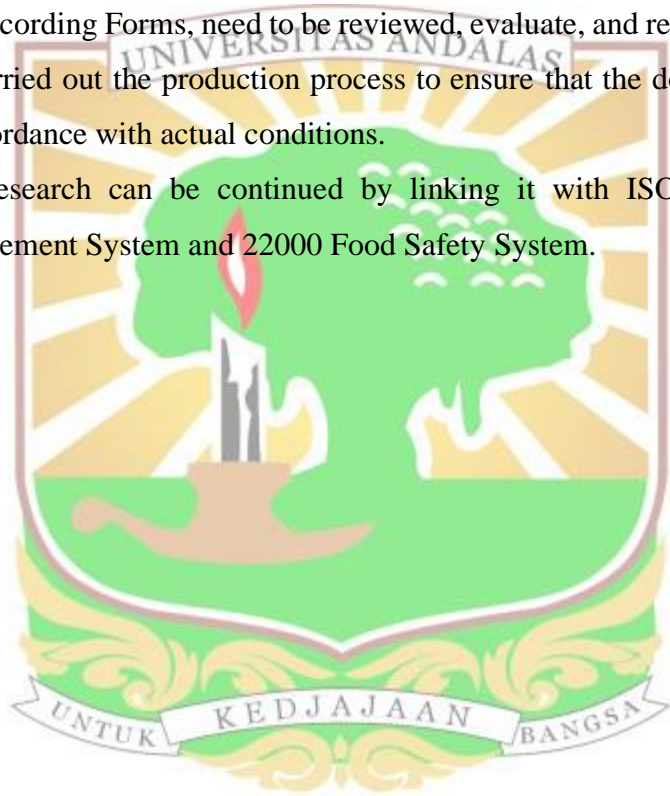 cording Forms, need to be reviewed, evaluate, and re
UNIVERSITAS ANDALAS
rried out the production process to ensure that the do
ordance with actual conditions.
esearch can be continued by linking it with ISO
ement System and 22000 Food Safety System.
UNTUK KEDJAJAAN BANGSA